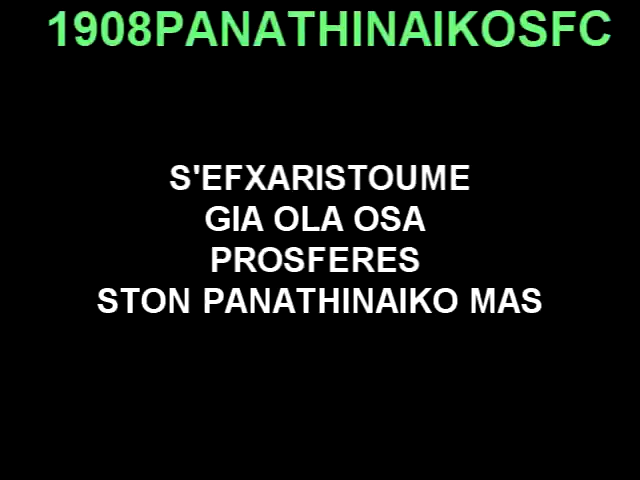 1908PANATHINAIKOSFC
S'EFXARISTOUME
GIA OLA OSA
PROSFERES
STON PANATHINAIKO MAS